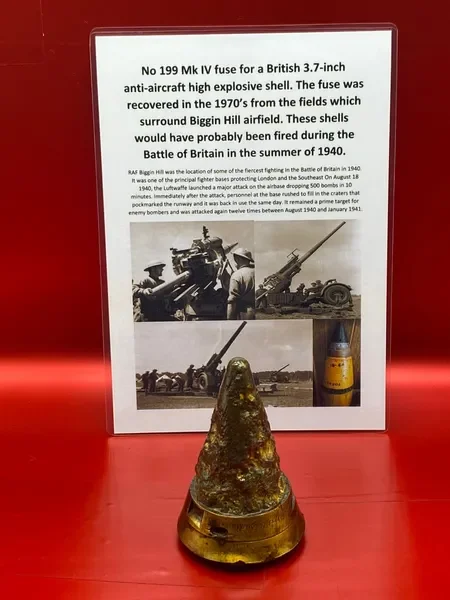 No 199 Mk IV fuse for a British 3.7-inch
anti-aircraft high explosive shell. The fuse was
recovered in the 1970's from the fields which
surround Biggin Hill airfield. These shells
would have probably been fired during the
Battle of Britain in the summer of 1940.
RAF Biggin Hill was the location of some of the fiercest fighting in the Battle of Britain in 1940.
It was one of the principal fighter bases protecting London and the Southeast On August 18
1940, the Luftwaffe launched a major attack on the airbase dropping 500 bombs in 10
minutes. Immediately after the attack, personnel at the base rushed to fill in the craters that
pockmarked the runway and it was back in use the same day. It remained a prime target for
enemy bombers and was attacked again twelve times between August 1940 and January 1941.